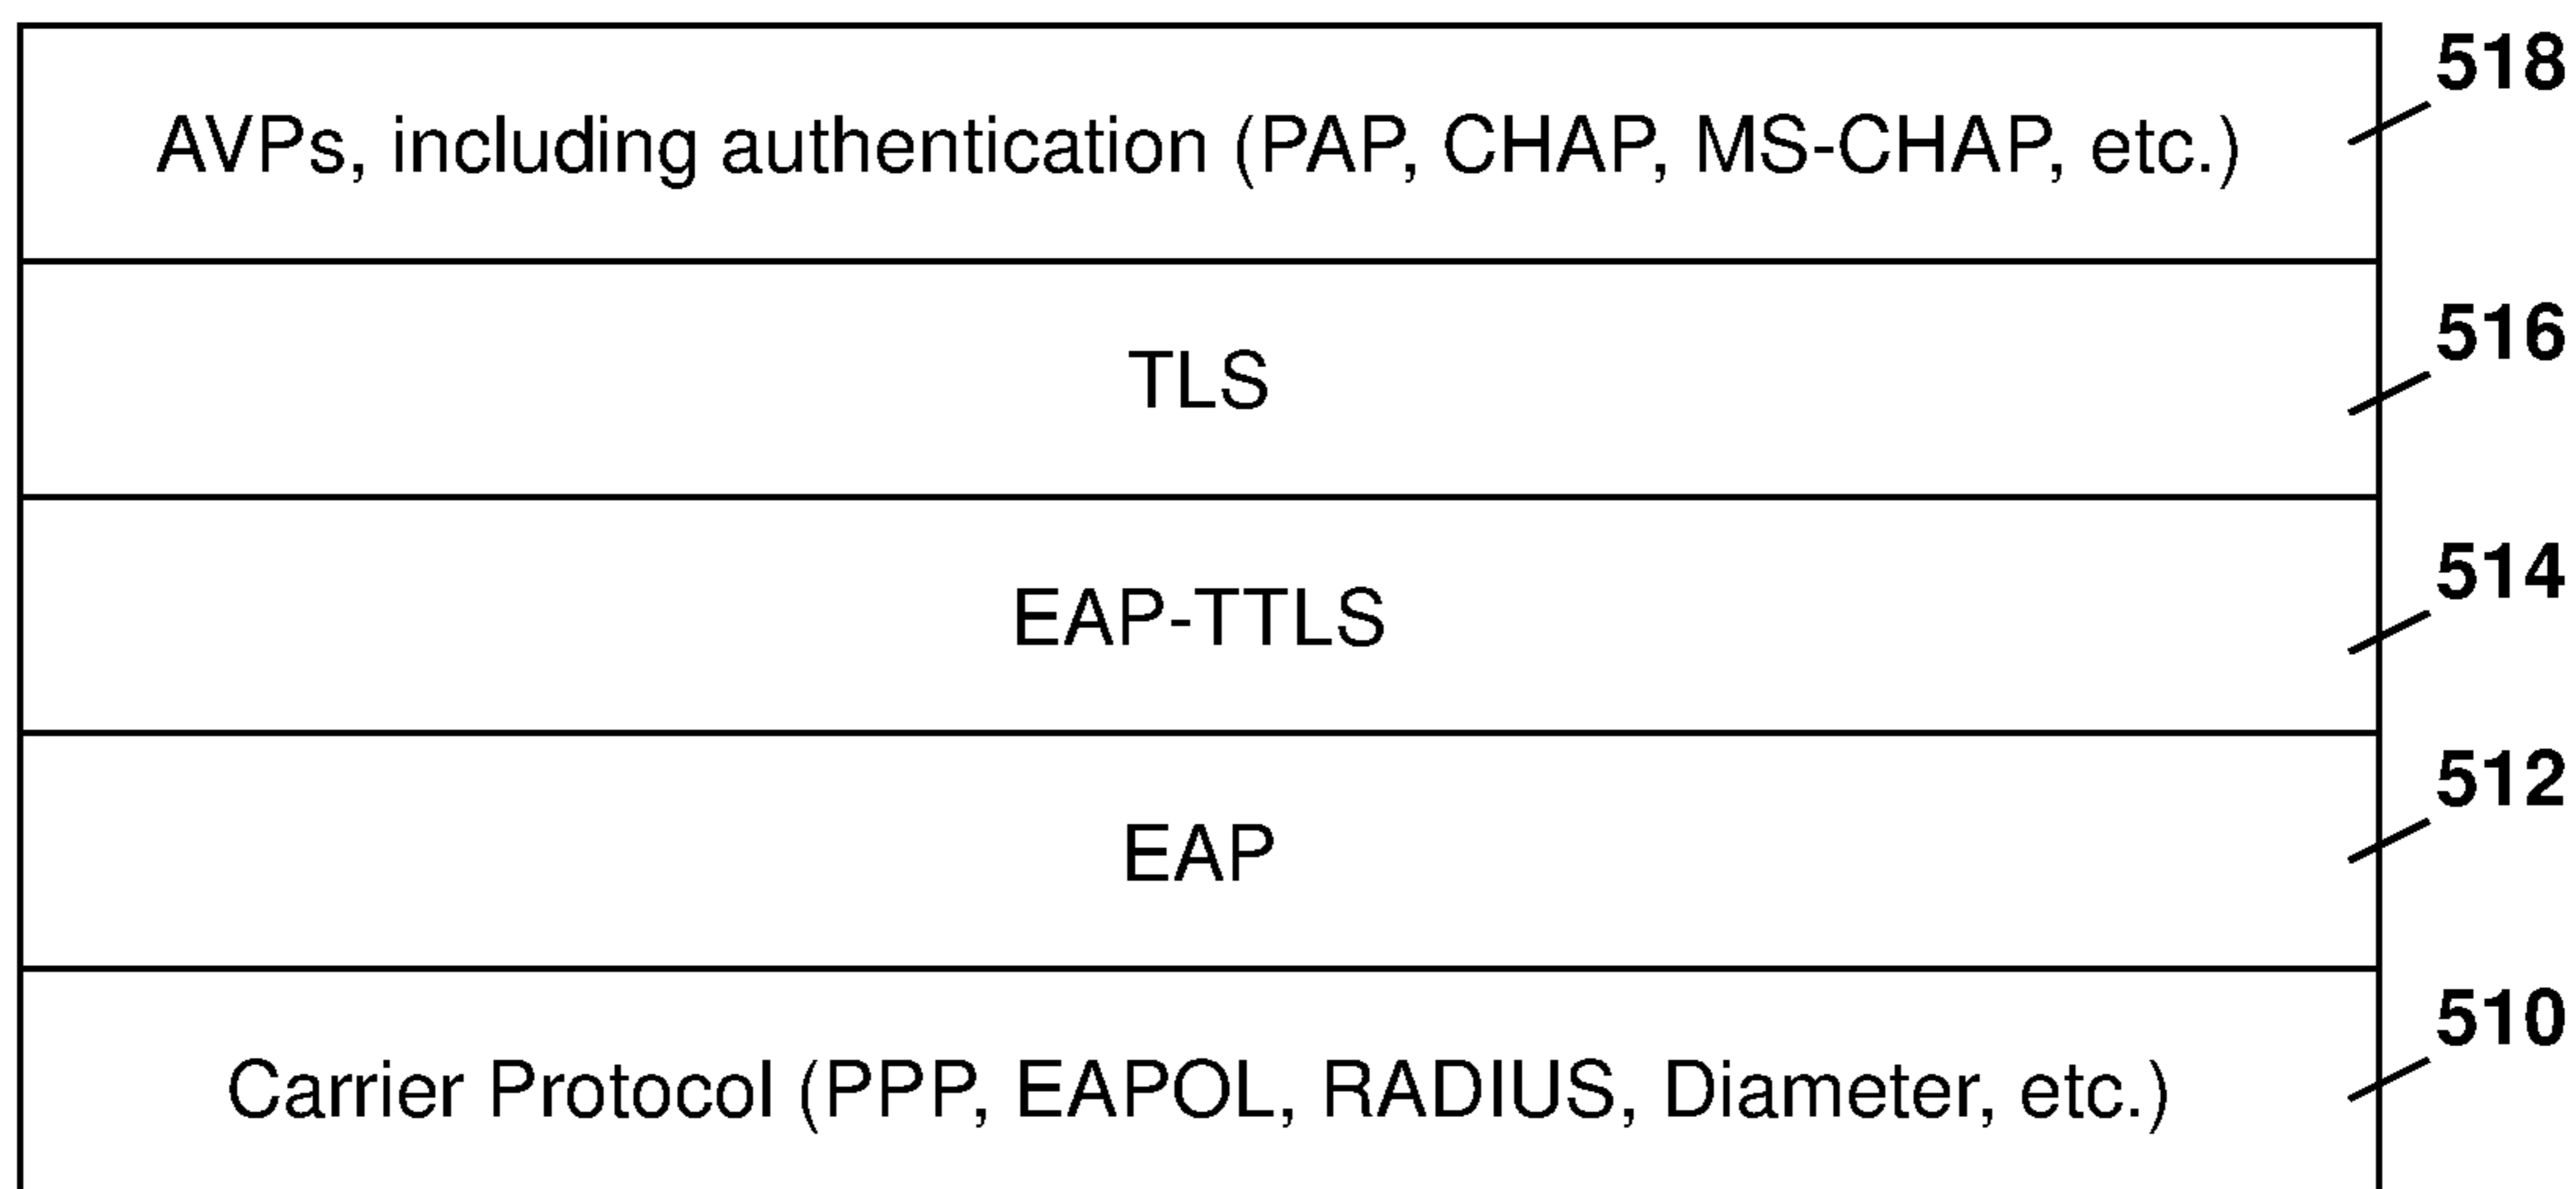 518
AVPs, including authentication (PAP, CHAP, MS-CHAP, etc.)
516
TLS
514
EAP-TTLS
512
EAP
510
Carrier Protocol (PPP, EAPOL, RADIUS, Diameter, etc.)